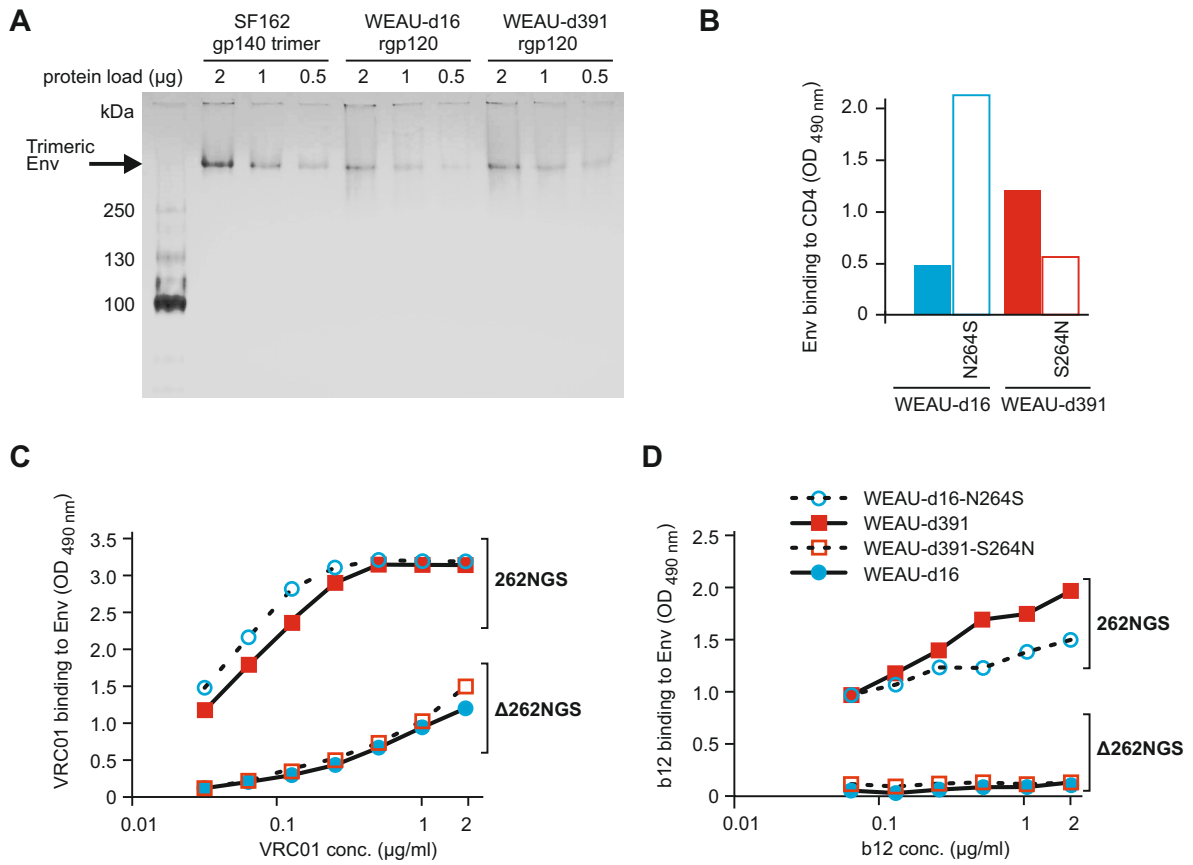 A
SF162 gp140 trimer
WEAU-d16 rgp120
WEAU-d391 rgp120
protein load (µg) 2 1 0.5 2 1 0.5 2 1 0.5
kDa
Trimeric Env
250
130
100
B
Env binding to CD4 (OD 490 nm)
2.0
1.5
1.0
0.5
0
N264S
S264N
WEAU-d16 WEAU-d391
C
VRC01 binding to Env (OD 490 nm)
3.5
3.0
2.5
2.0
1.5
1.0
0.5
0
262NGS
Δ262NGS
0.01 0.1 1 2
VRC01 conc. (µg/ml)
D
WEAU-d16-N264S
WEAU-d391
WEAU-d391-S264N
WEAU-d16
b12 binding to Env (OD 490 nm)
2.5
2.0
1.5
1.0
0.5
0
262NGS
Δ262NGS
0.01 0.1 1 2
b12 conc. (µg/ml)